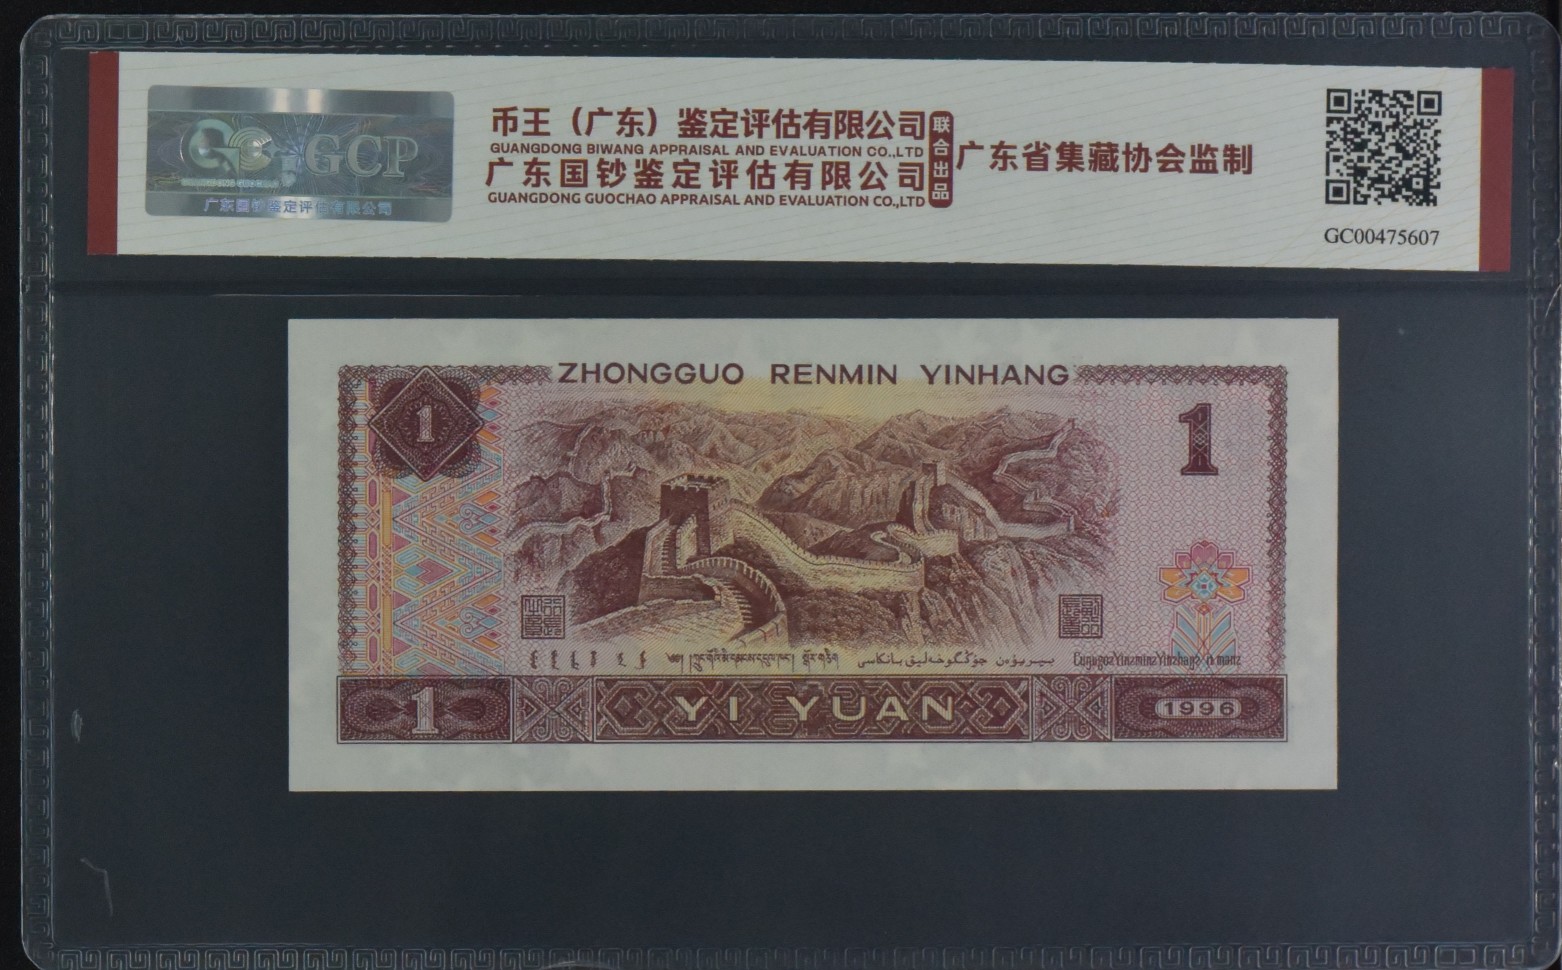 GCP
广东国钞鉴定评估有限公司
币王（广东）鉴定评估有限公司
GUANGDONG BIWANG APPRAISAL AND EVALUATION CO.,LTD
广东国钞鉴定评估有限公司
GUANGDONG GUOCHAO APPRAISAL AND EVALUATION CO.,LTD
联合出品
广东省集藏协会监制
GC00475607
ZHONGGUO RENMIN YINHANG
1
1
1
YI YUAN
1996